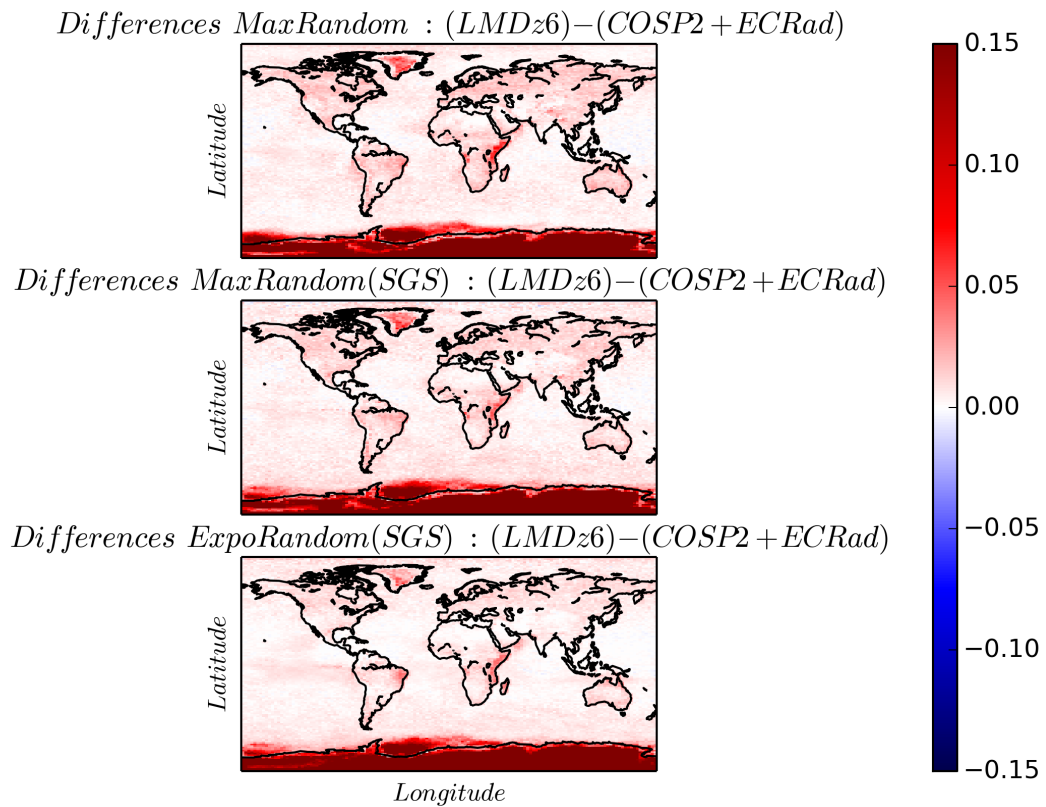 Differences MaxRandom : (LMDz6)−(COSP2+ECRad)
Latitude
Differences MaxRandom(SGS) : (LMDz6)−(COSP2+ECRad)
Latitude
Differences ExpoRandom(SGS) : (LMDz6)−(COSP2+ECRad)
Latitude
Longitude
0.15
0.10
0.05
0.00
−0.05
−0.10
−0.15